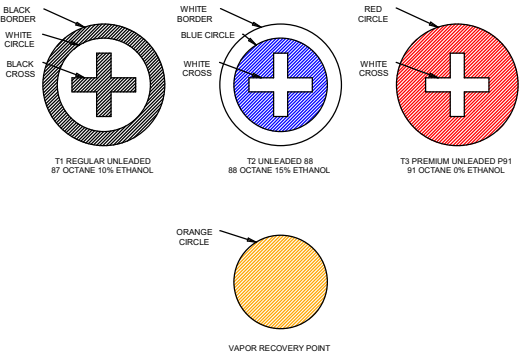 BLACK
BORDER
WHITE
CIRCLE
BLACK
CROSS
T1 REGULAR UNLEADED
87 OCTANE 10% ETHANOL
WHITE
BORDER
BLUE CIRCLE
WHITE
CROSS
T2 UNLEADED 88
88 OCTANE 15% ETHANOL
RED
CIRCLE
WHITE
CROSS
T3 PREMIUM UNLEADED P91
91 OCTANE 0% ETHANOL
ORANGE
CIRCLE
VAPOR RECOVERY POINT